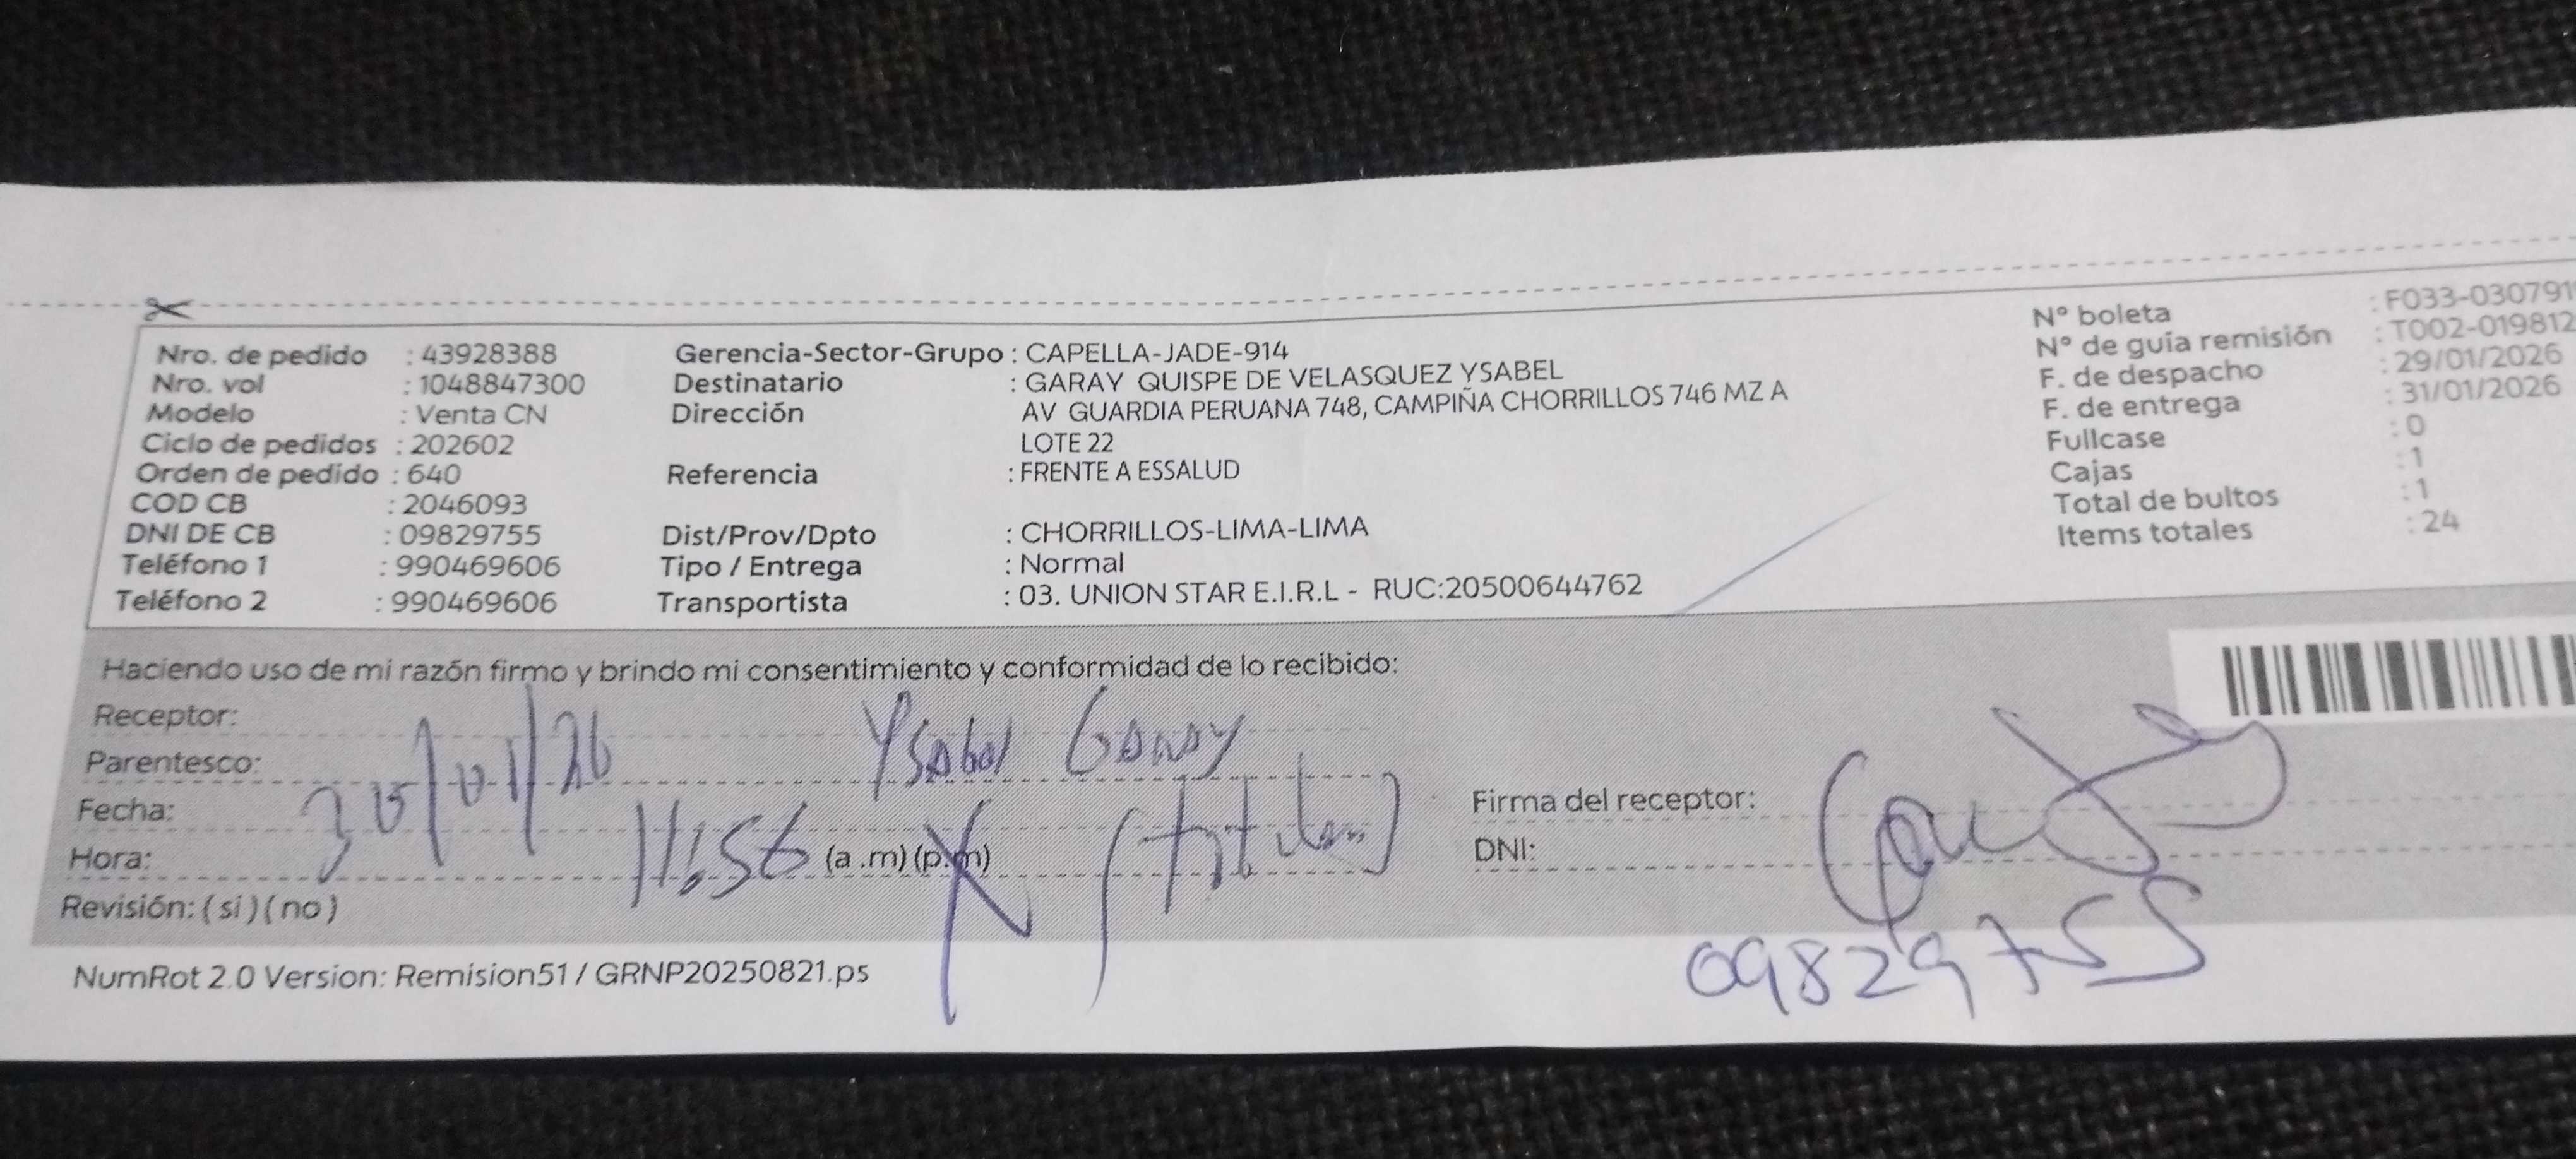 Nro. de pedido : 43928388
Nro. vol : 1048847300
Modelo : Venta CN
Ciclo de pedidos : 202602
Orden de pedido : 640
COD CB : 2046093
DNI DE CB : 09829755
Teléfono 1 : 990469606
Teléfono 2 : 990469606
Gerencia-Sector-Grupo : CAPELLA-JADE-914
Destinatario : GARAY QUISPE DE VELASQUEZ YSABEL
Dirección AV GUARDIA PERUANA 748, CAMPIÑA CHORRILLOS 746 MZ A
LOTE 22
Referencia : FRENTE A ESSALUD
Dist/Prov/Dpto : CHORRILLOS-LIMA-LIMA
Tipo / Entrega : Normal
Transportista : 03. UNION STAR E.I.R.L - RUC:20500644762
N° boleta : F033-030791
N° de guía remisión : T002-019812
F. de despacho : 29/01/2026
F. de entrega : 31/01/2026
Fullcase : 0
Cajas : 1
Total de bultos : 1
Items totales : 24
Haciendo uso de mi razón firmo y brindo mi consentimiento y conformidad de lo recibido:
Receptor: Ysabel Garay
Parentesco: (titular)
Fecha: 30/01/26
Hora: 11:56 (a .m) (p.m)
Revisión: ( si ) ( no )
Firma del receptor:
DNI: 09829755
NumRot 2.0 Version: Remision51 / GRNP20250821.ps